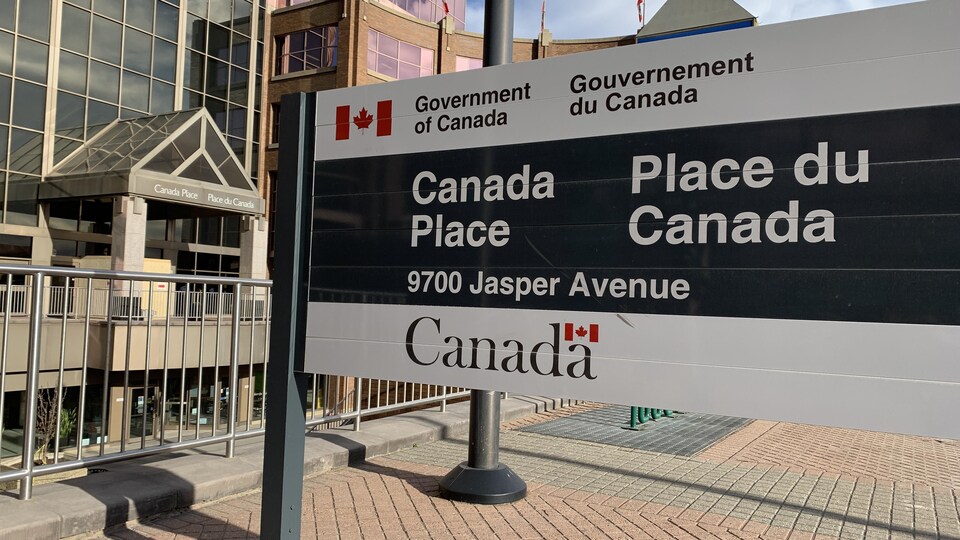 Government
of Canada
Gouvernement
du Canada
Canada
Place
Place du
Canada
9700 Jasper Avenue
Canada
Canada Place Place du Canada